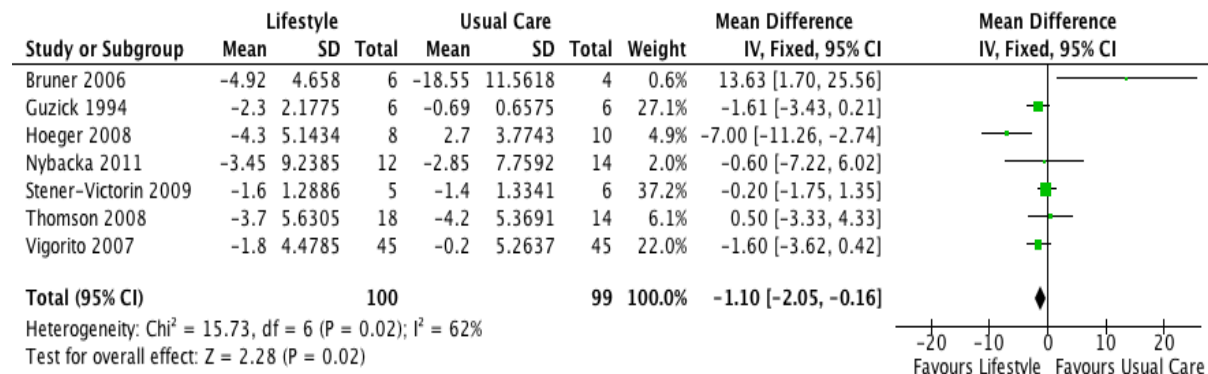 Lifestyle Usual Care Mean Difference Mean Difference
Study or Subgroup Mean SD Total Mean SD Total Weight IV, Fixed, 95% CI IV, Fixed, 95% CI
Bruner 2006 −4.92 4.658 6 −18.55 11.5618 4 0.6% 13.63 [1.70, 25.56]
Guzick 1994 −2.3 2.1775 6 −0.69 0.6575 6 27.1% −1.61 [−3.43, 0.21]
Hoeger 2008 −4.3 5.1434 8 2.7 3.7743 10 4.9% −7.00 [−11.26, −2.74]
Nybacka 2011 −3.45 9.2385 12 −2.85 7.7592 14 2.0% −0.60 [−7.22, 6.02]
Stener−Victorin 2009 −1.6 1.2886 5 −1.4 1.3341 6 37.2% −0.20 [−1.75, 1.35]
Thomson 2008 −3.7 5.6305 18 −4.2 5.3691 14 6.1% 0.50 [−3.33, 4.33]
Vigorito 2007 −1.8 4.4785 45 −0.2 5.2637 45 22.0% −1.60 [−3.62, 0.42]
Total (95% CI) 100 99 100.0% −1.10 [−2.05, −0.16]
Heterogeneity: Chi² = 15.73, df = 6 (P = 0.02); I² = 62%
Test for overall effect: Z = 2.28 (P = 0.02)
−20 −10 0 10 20
Favours Lifestyle Favours Usual Care